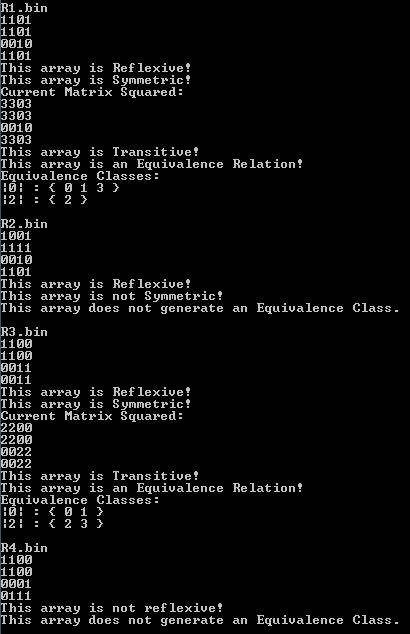 R1.bin
1101
1101
0010
1101
This array is Reflexive!
This array is Symmetric!
Current Matrix Squared:
3303
3303
0010
3303
This array is Transitive!
This array is an Equivalence Relation!
Equivalence Classes:
|0| : { 0 1 3 }
|2| : { 2 }
R2.bin
1001
1111
0010
1101
This array is Reflexive!
This array is not Symmetric!
This array does not generate an Equivalence Class.
R3.bin
1100
1100
0011
0011
This array is Reflexive!
This array is Symmetric!
Current Matrix Squared:
2200
2200
0022
0022
This array is Transitive!
This array is an Equivalence Relation!
Equivalence Classes:
|0| : { 0 1 }
|2| : { 2 3 }
R4.bin
1100
1100
0001
0111
This array is not reflexive!
This array does not generate an Equivalence Class.